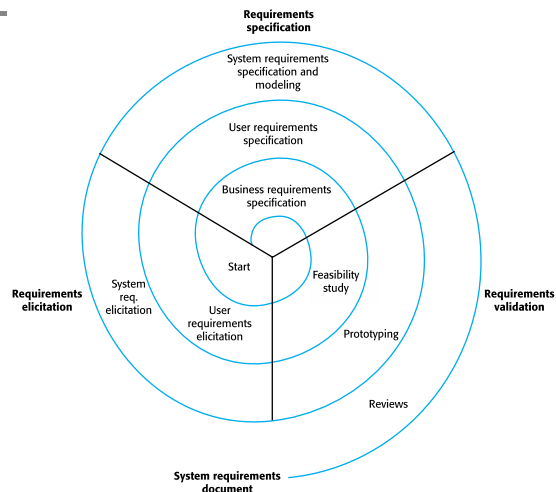 Requirements
specification
System requirements
specification and
modeling
User requirements
specification
Business requirements
specification
Start
Feasibility
study
System
req.
elicitation
User
requirements
elicitation
Requirements
elicitation
Requirements
validation
Prototyping
Reviews
System requirements
document